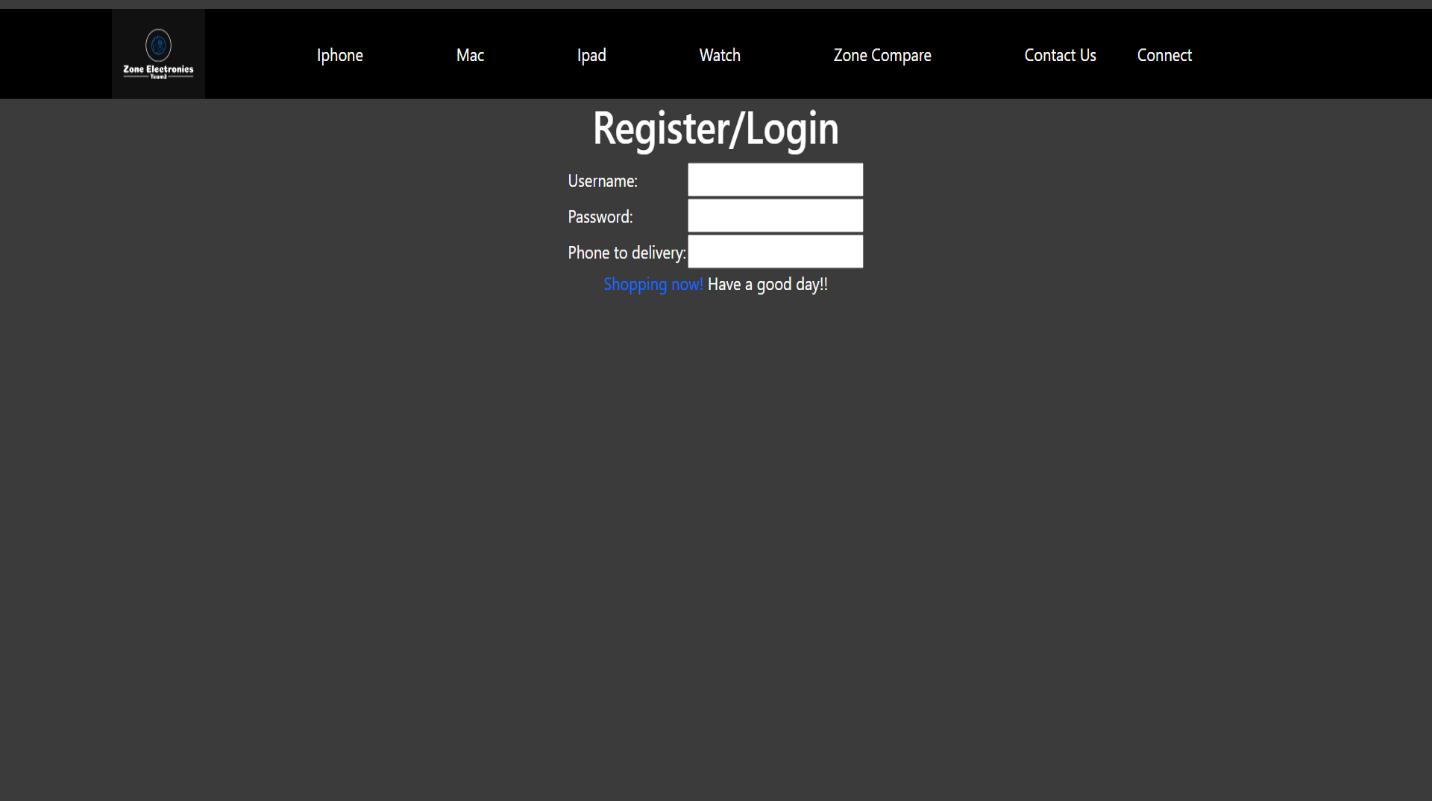 Zone Electronics
Team3
Iphone Mac Ipad Watch Zone Compare Contact Us Connect
Register/Login
Username:
Password:
Phone to delivery:
Shopping now! Have a good day!!